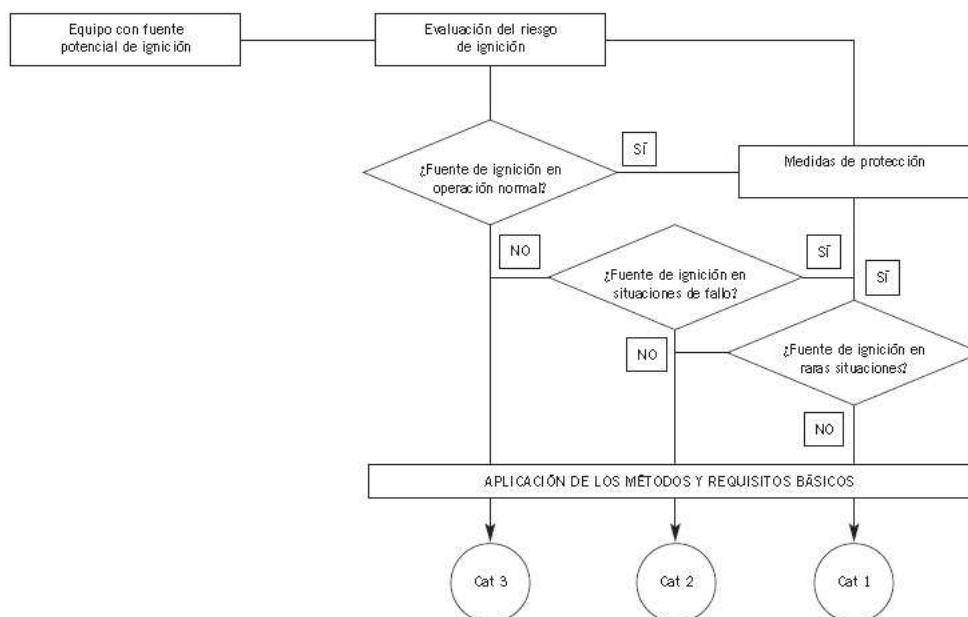 Equipo con fuente
potencial de ignición
Evaluación del riesgo
de ignición
¿Fuente de ignición en
operación normal?
SÍ
Medidas de protección
NO
¿Fuente de ignición en
situaciones de fallo?
SÍ
SÍ
NO
¿Fuente de ignición en
raras situaciones?
NO
APLICACIÓN DE LOS MÉTODOS Y REQUISITOS BÁSICOS
Cat 3
Cat 2
Cat 1